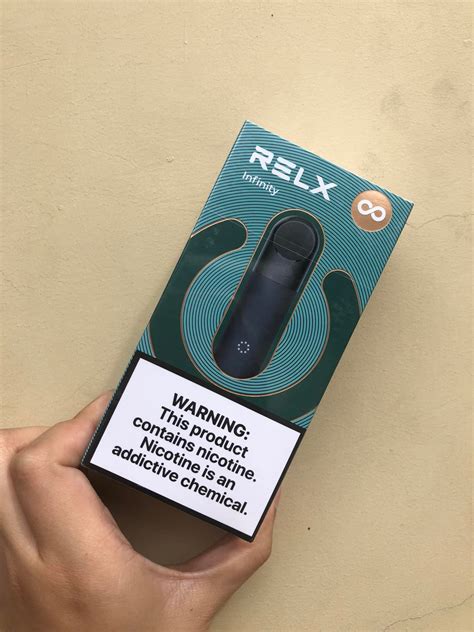 RELX
Infinity
WARNING:
This product
contains nicotine.
Nicotine is an
addictive chemical.